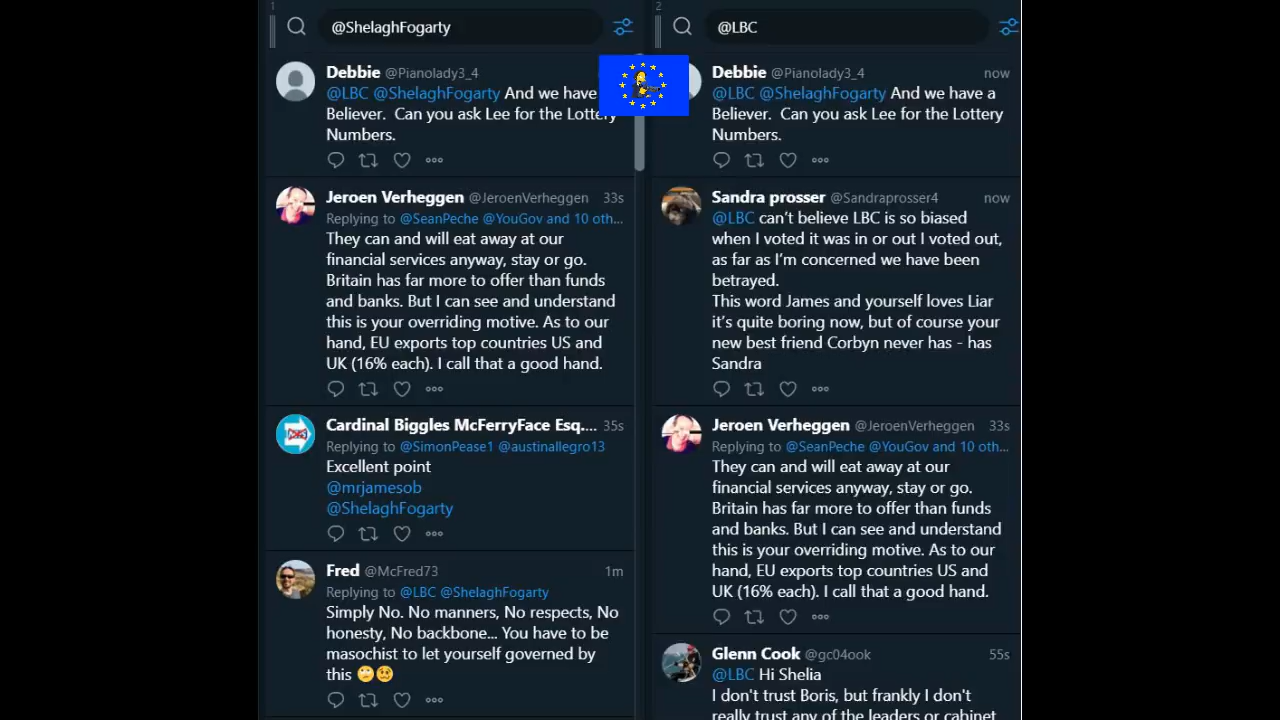 1
@ShelaghFogarty
Debbie @Pianolady3_4
@LBC @ShelaghFogarty And we have
Believer. Can you ask Lee for the Lottery
Numbers.
Jeroen Verheggen @JeroenVerheggen 33s
Replying to @SeanPeche @YouGov and 10 oth...
They can and will eat away at our
financial services anyway, stay or go.
Britain has far more to offer than funds
and banks. But I can see and understand
this is your overriding motive. As to our
hand, EU exports top countries US and
UK (16% each). I call that a good hand.
Cardinal Biggles McFerryFace Esq.... 35s
Replying to @SimonPease1 @austinallegro13
Excellent point
@mrjamesob
@ShelaghFogarty
Fred @McFred73 1m
Replying to @LBC @ShelaghFogarty
Simply No. No manners, No respects, No
honesty, No backbone... You have to be
masochist to let yourself governed by
this 🙄🥴
2
@LBC
Debbie @Pianolady3_4 now
@LBC @ShelaghFogarty And we have a
Believer. Can you ask Lee for the Lottery
Numbers.
Sandra prosser @Sandraprosser4 now
@LBC can't believe LBC is so biased
when I voted it was in or out I voted out,
as far as I'm concerned we have been
betrayed.
This word James and yourself loves Liar
it's quite boring now, but of course your
new best friend Corbyn never has - has
Sandra
Jeroen Verheggen @JeroenVerheggen 33s
Replying to @SeanPeche @YouGov and 10 oth...
They can and will eat away at our
financial services anyway, stay or go.
Britain has far more to offer than funds
and banks. But I can see and understand
this is your overriding motive. As to our
hand, EU exports top countries US and
UK (16% each). I call that a good hand.
Glenn Cook @gc04ook 55s
@LBC Hi Shelia
I don't trust Boris, but frankly I don't
really trust any of the leaders or cabinet